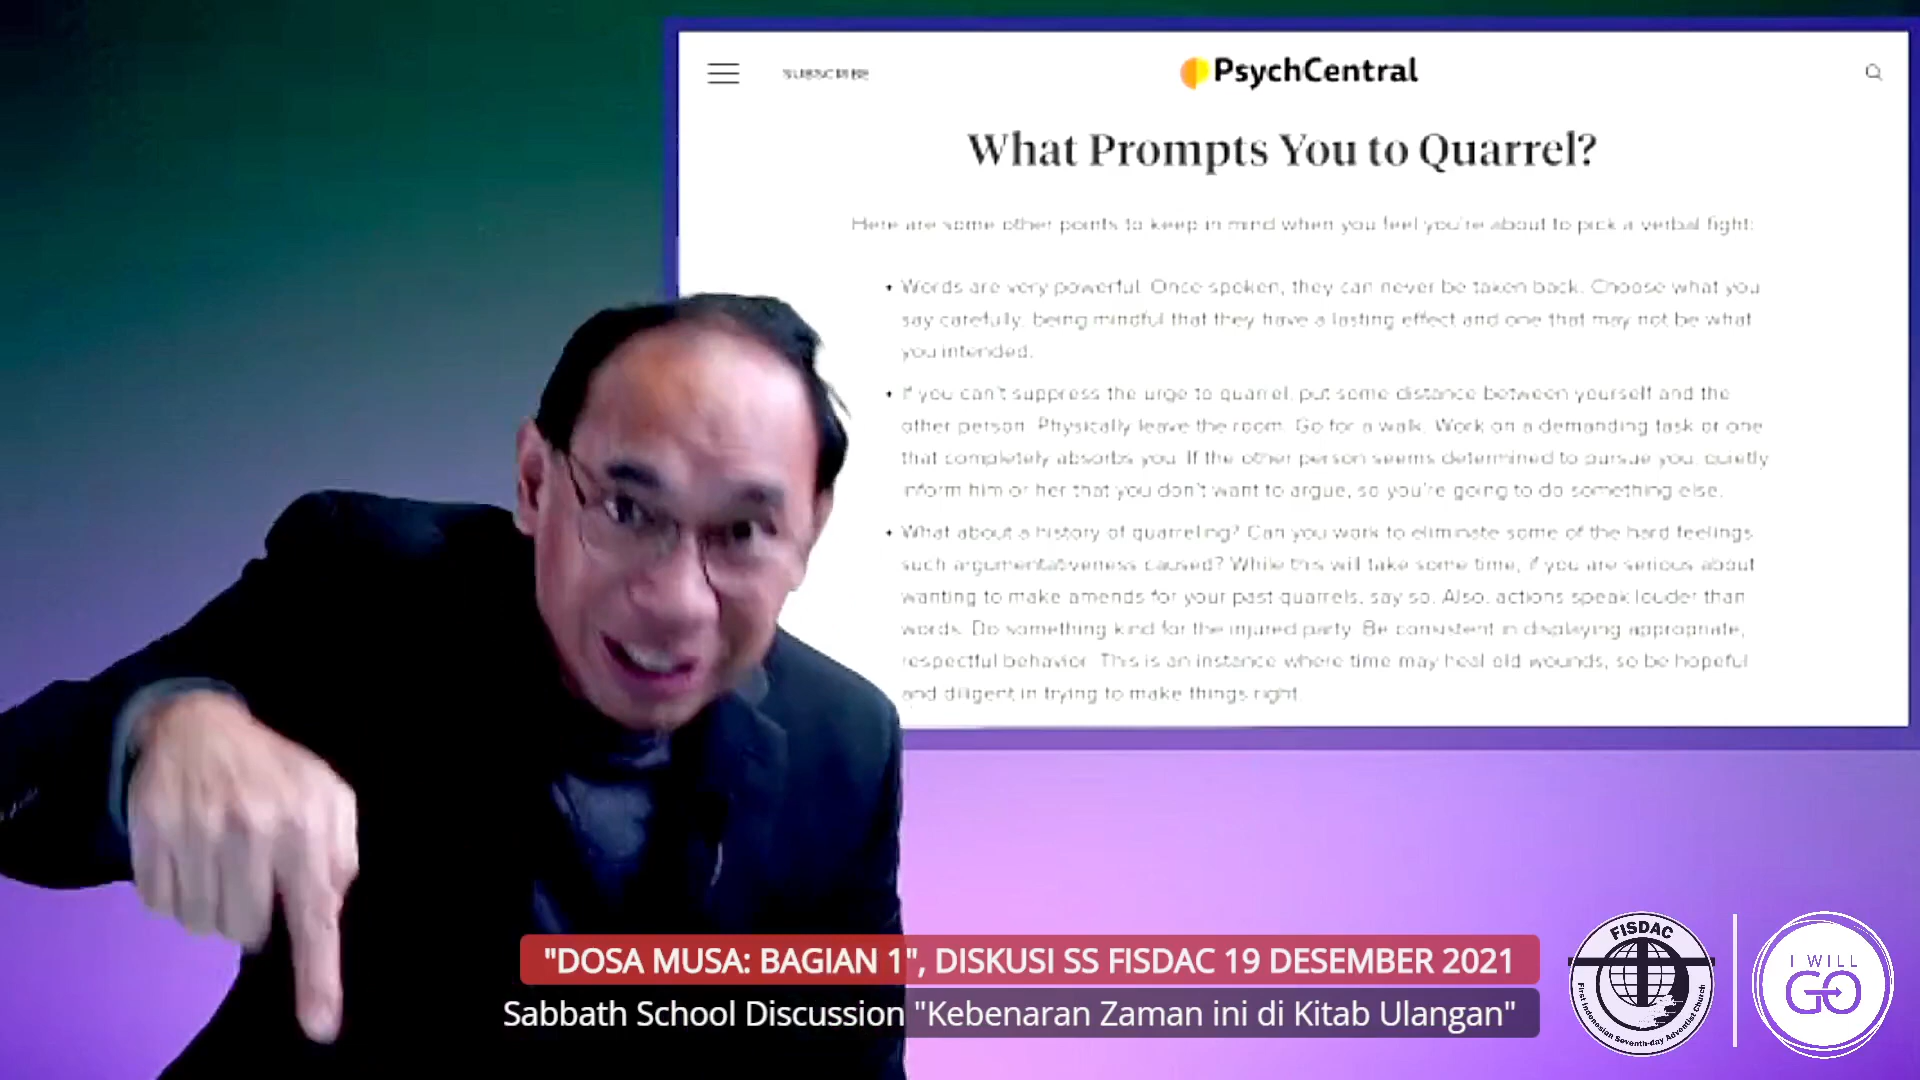 SUBSCRIBE
PsychCentral
What Prompts You to Quarrel?
Here are some other points to keep in mind when you feel you're about to pick a verbal fight:
• Words are very powerful. Once spoken, they can never be taken back. Choose what you
say carefully, being mindful that they have a lasting effect and one that may not be what
you intended.
• If you can't suppress the urge to quarrel, put some distance between yourself and the
other person. Physically leave the room. Go for a walk. Work on a demanding task or one
that completely absorbs you. If the other person seems determined to pursue you, quietly
inform him or her that you don't want to argue, so you're going to do something else.
• What about a history of quarreling? Can you work to eliminate some of the hard feelings
such argumentativeness caused? While this will take some time, if you are serious about
wanting to make amends for your past quarrels, say so. Also, actions speak louder than
words. Do something kind for the injured party. Be consistent in displaying appropriate,
respectful behavior. This is an instance where time may heal old wounds, so be hopeful
and diligent in trying to make things right.
"DOSA MUSA: BAGIAN 1", DISKUSI SS FISDAC 19 DESEMBER 2021
Sabbath School Discussion "Kebenaran Zaman ini di Kitab Ulangan"
FISDAC
First Indonesian Seventh-day Adventist Church
I WILL
GO